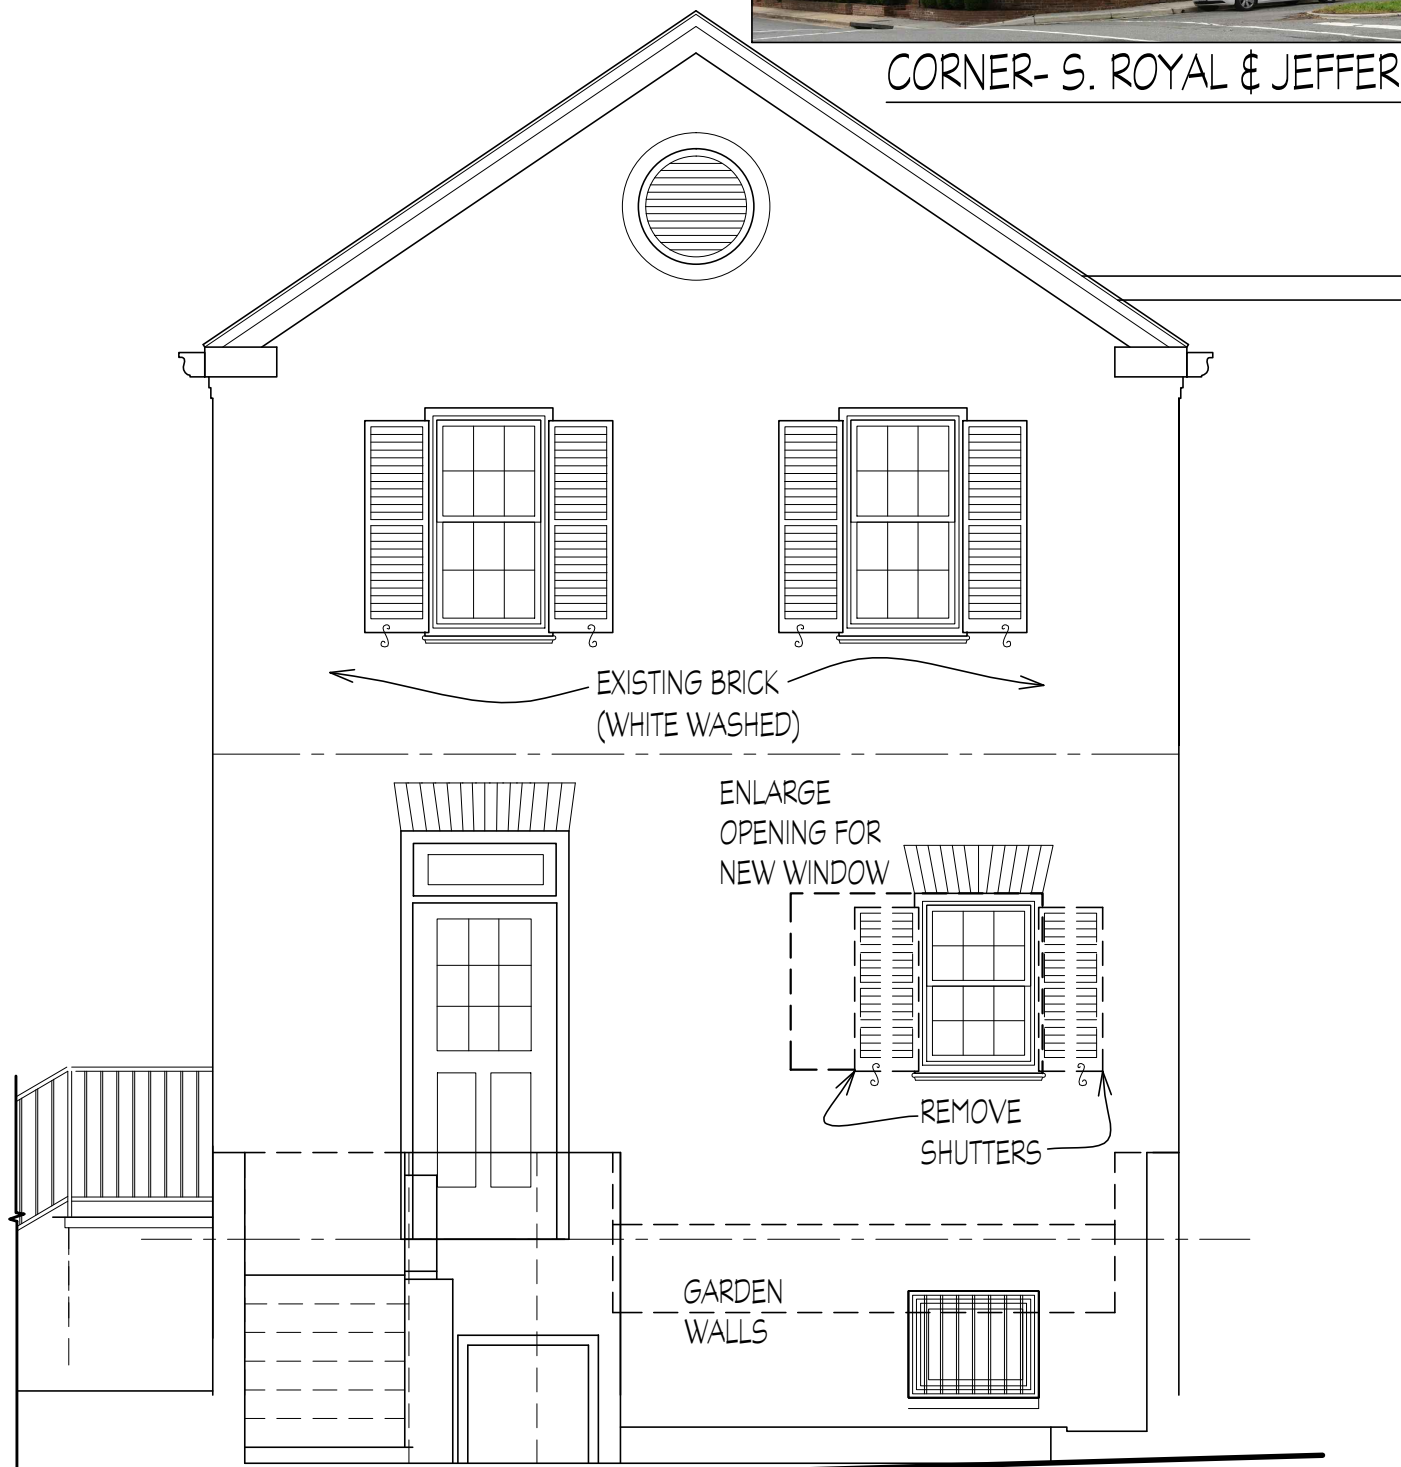 CORNER- S. ROYAL & JEFFER
EXISTING BRICK
(WHITE WASHED)
ENLARGE
OPENING FOR
NEW WINDOW
REMOVE
SHUTTERS
GARDEN
WALLS